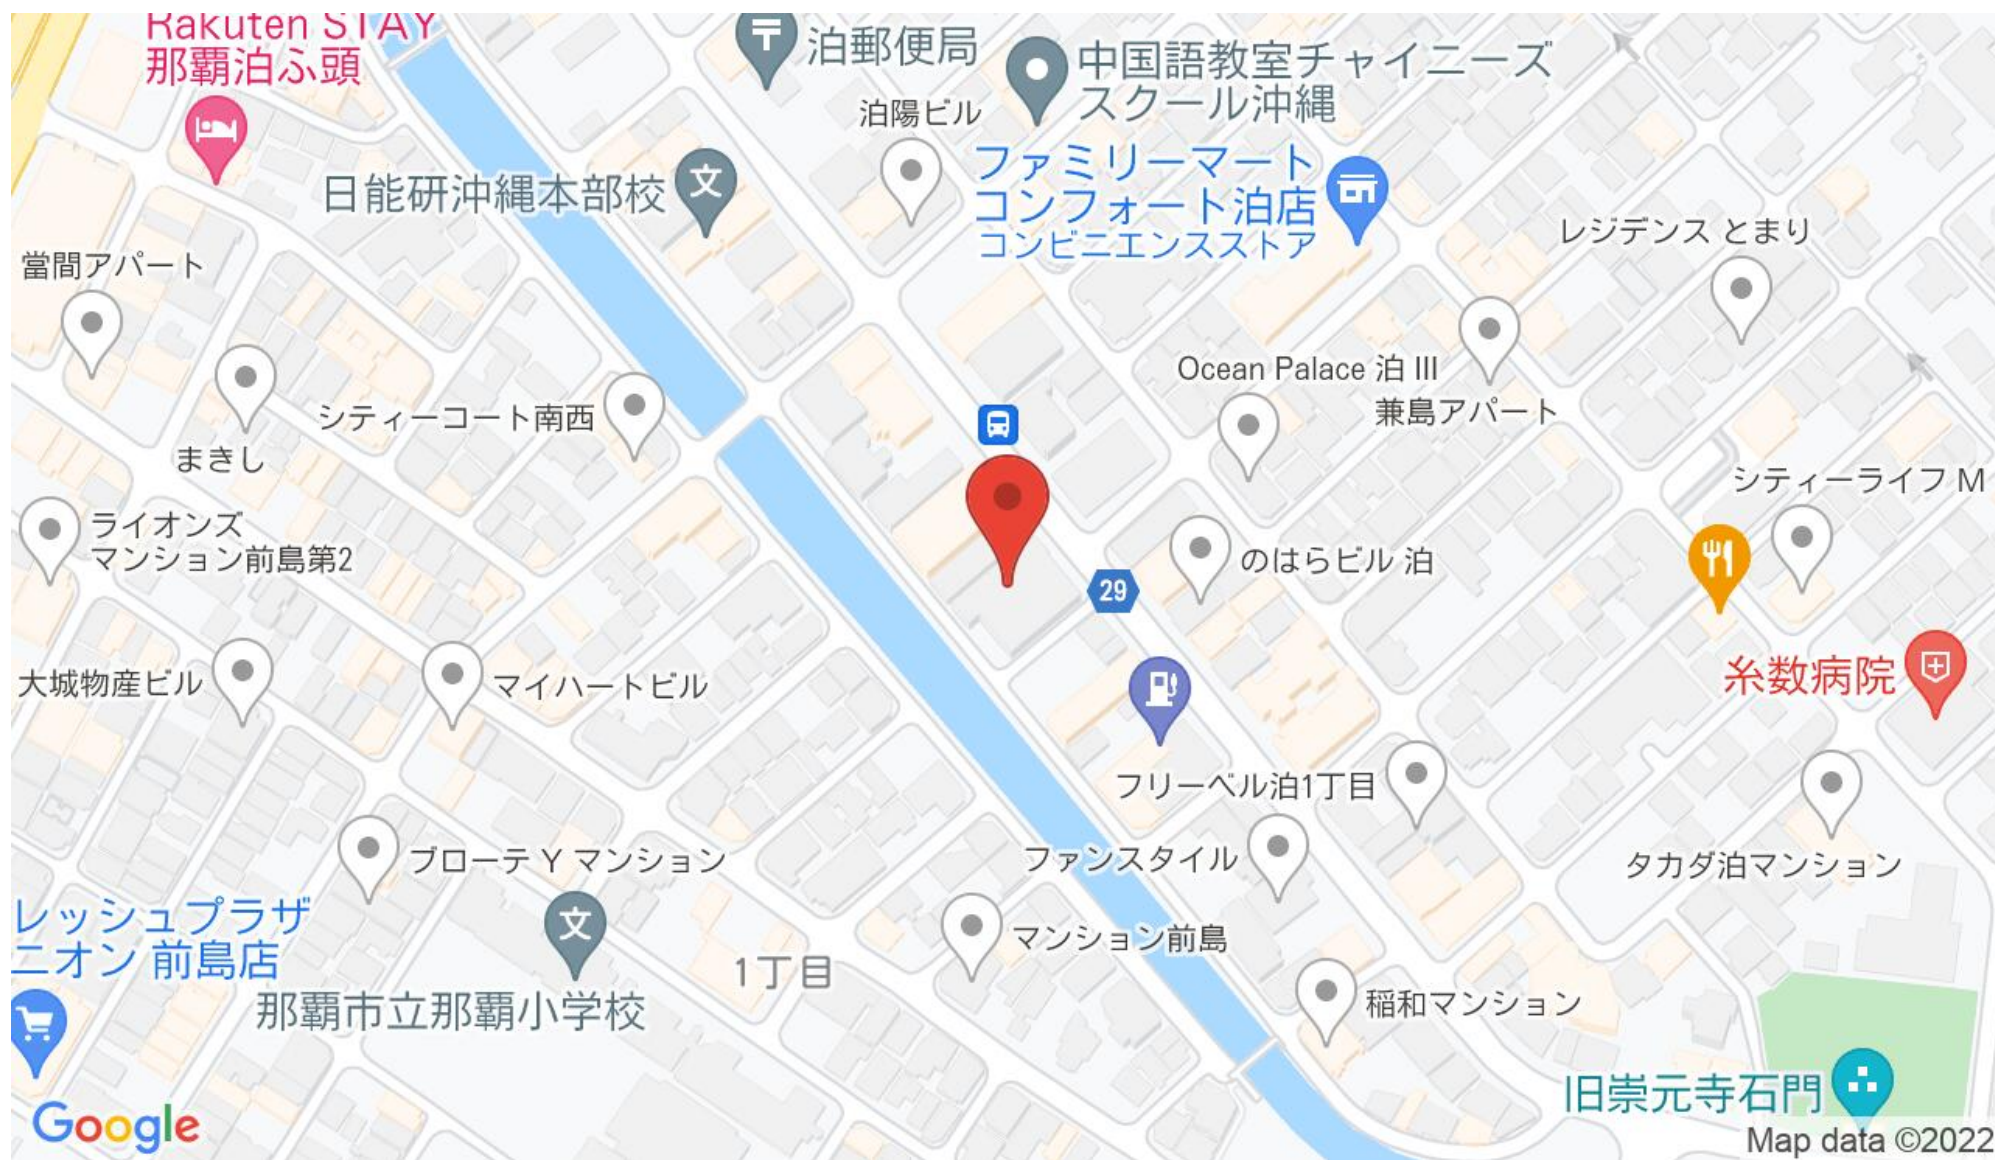 Rakuten STAY
那覇泊ふ頭
泊郵便局
中国語教室チャイニーズ
スクール沖縄
泊陽ビル
ファミリーマート
コンフォート泊店
コンビニエンスストア
日能研沖縄本部校
文
レジデンス とまり
當間アパート
Ocean Palace 泊 III
兼島アパート
シティーコート南西
まきし
シティーライフ M
ライオンズ
マンション前島第2
のはらビル 泊
29
大城物産ビル
マイハートビル
糸数病院
フリーベル泊1丁目
ブローテ Y マンション
ファンスタイル
タカダ泊マンション
レッシュプラザ
ニオン 前島店
文
マンション前島
1丁目
那覇市立那覇小学校
稲和マンション
旧崇元寺石門
Google
Map data ©2022